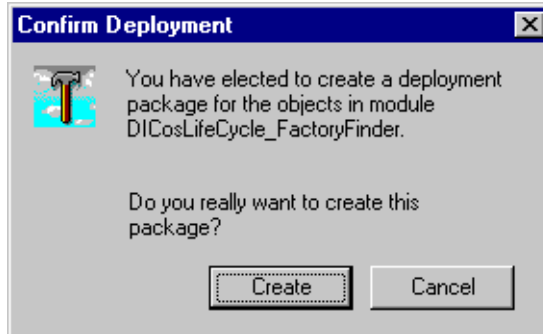 Confirm Deployment
You have elected to create a deployment
package for the objects in module
DICosLifeCycle_FactoryFinder.
Do you really want to create this
package?
Create
Cancel